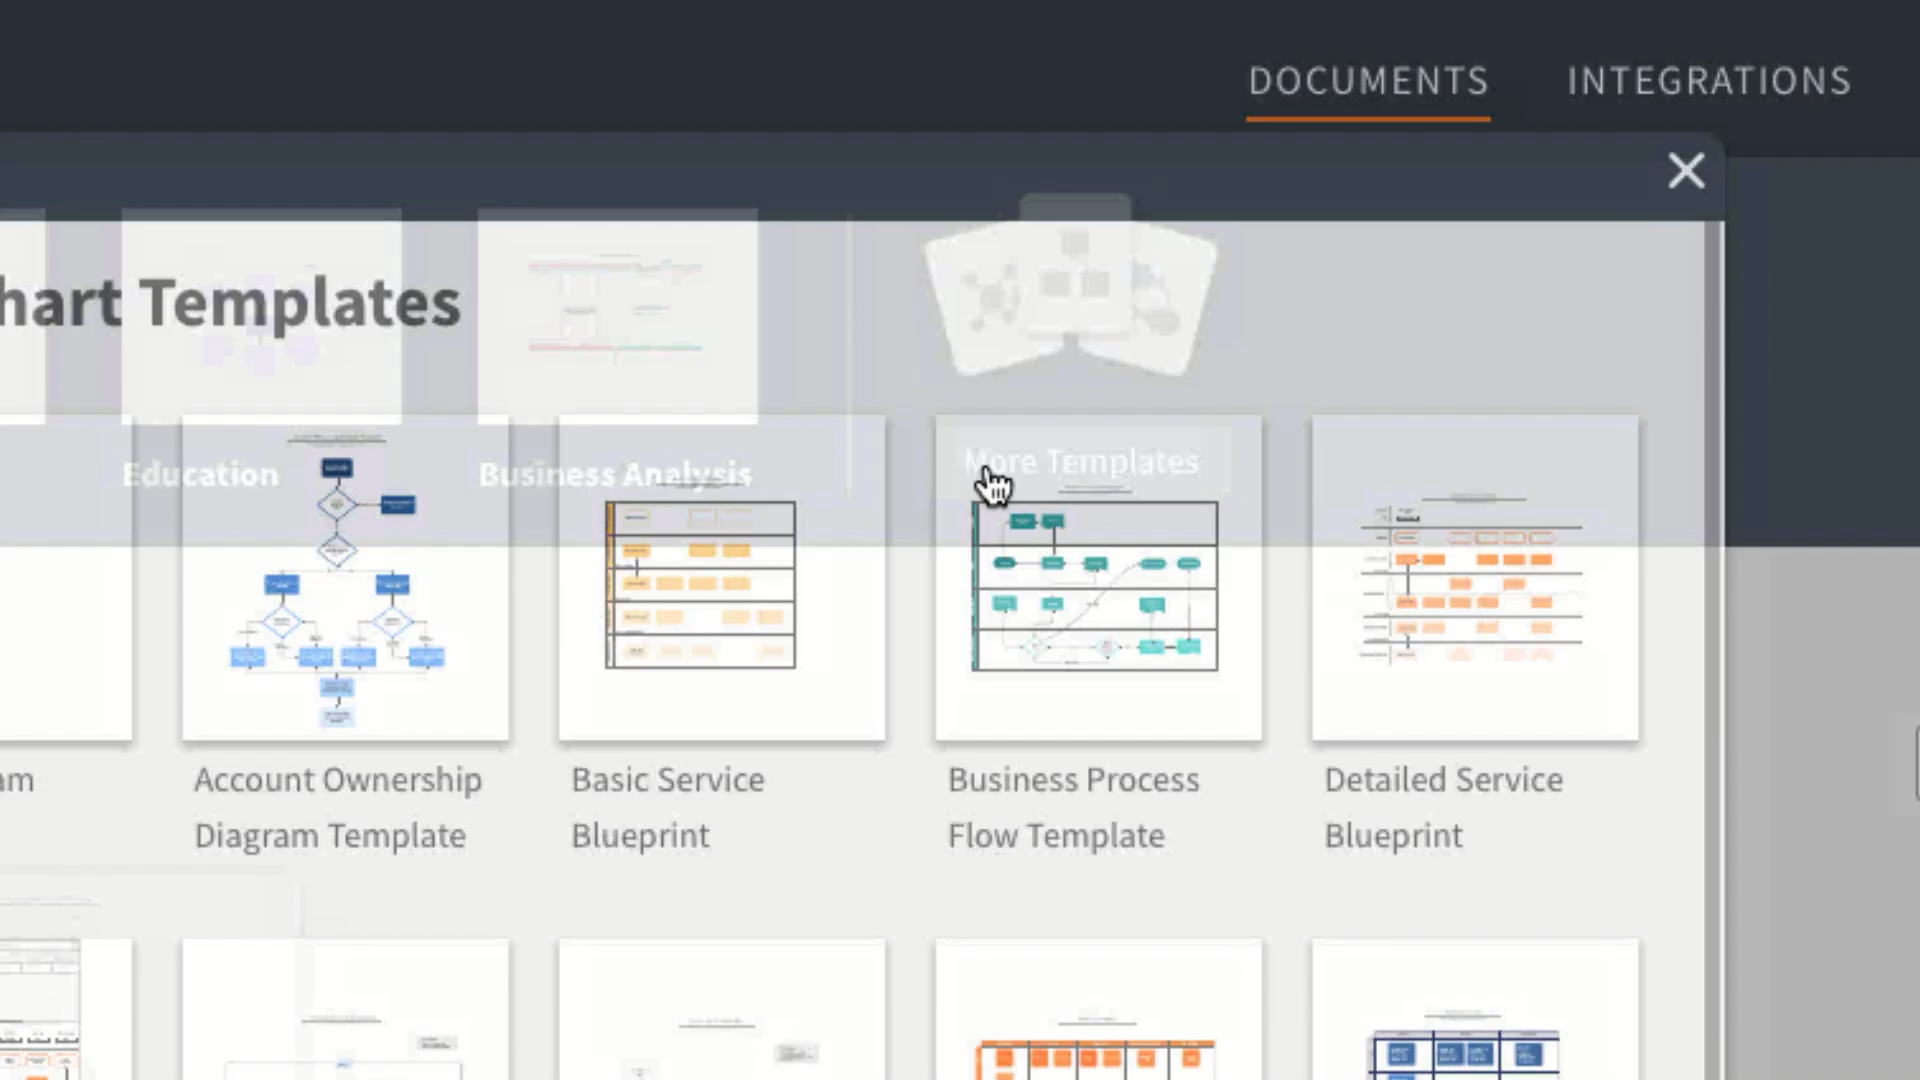 DOCUMENTS INTEGRATIONS
hart Templates
Education Business Analysis More Templates
am Account Ownership Basic Service Business Process Detailed Service
Diagram Template Blueprint Flow Template Blueprint